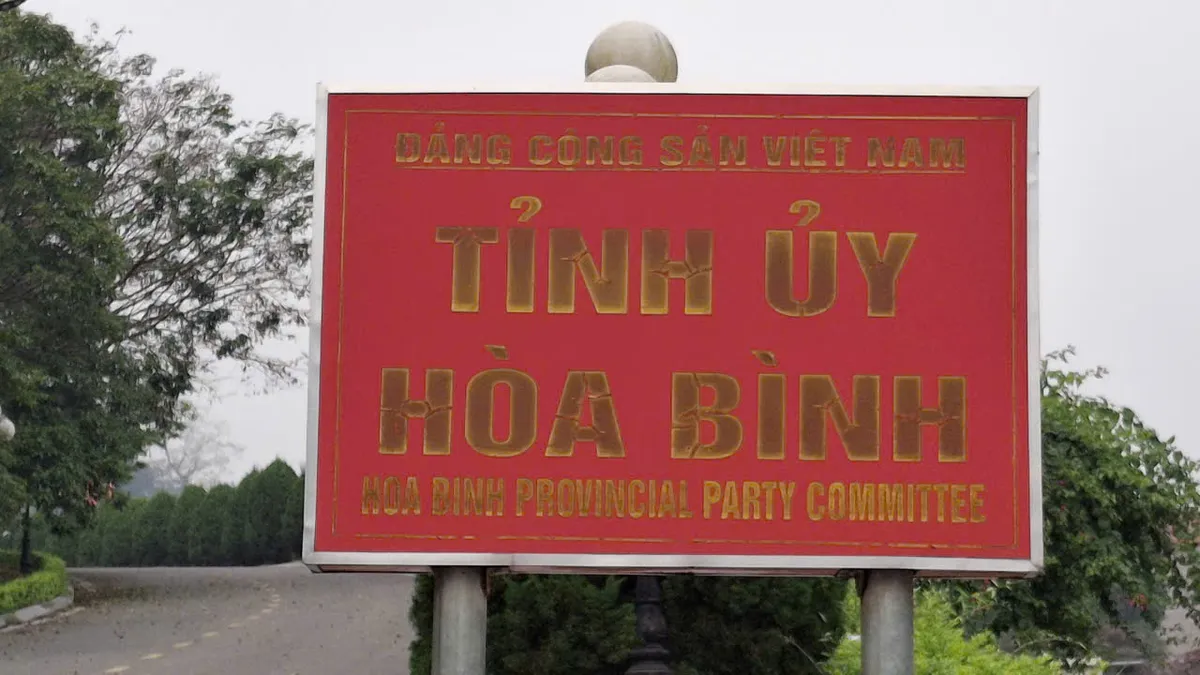 ĐẢNG CỘNG SẢN VIỆT NAM
TỈNH ỦY
HÒA BÌNH
HOA BINH PROVINCIAL PARTY COMMITTEE